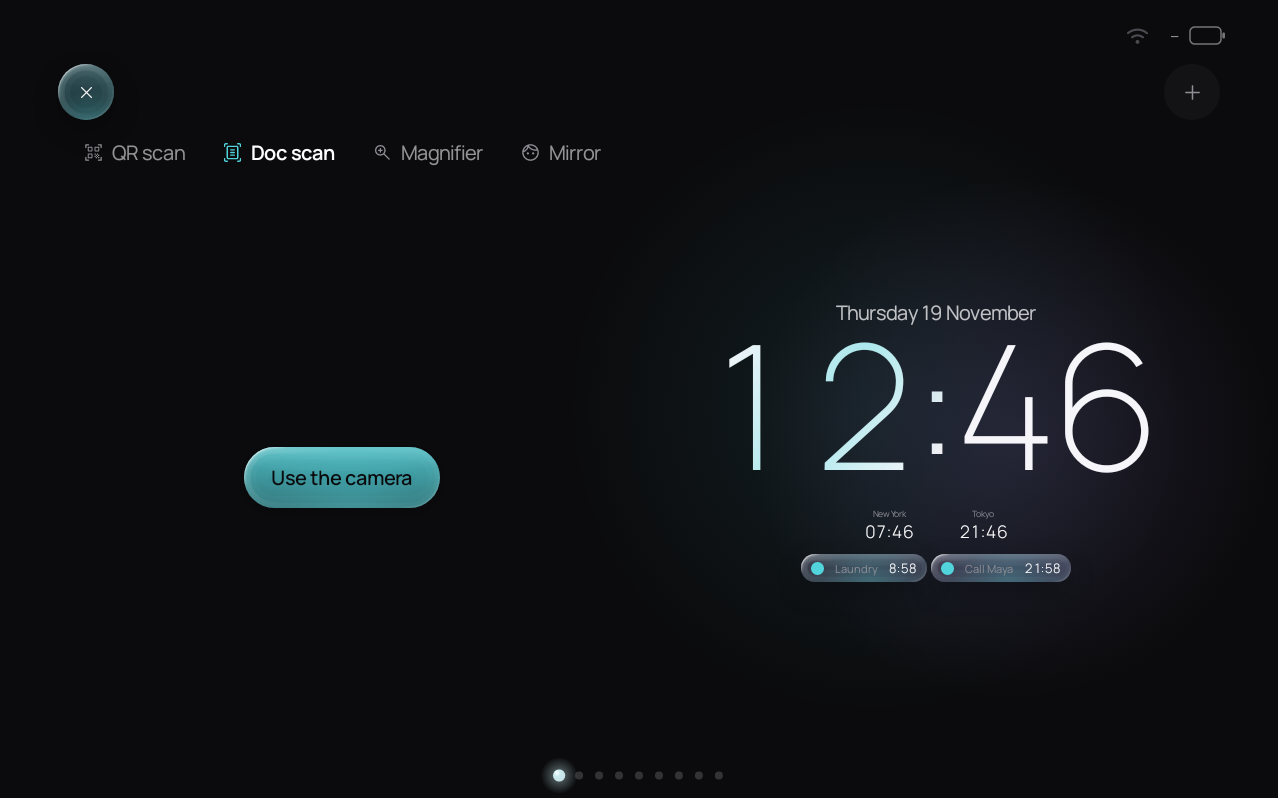 –
QR scan Doc scan Magnifier Mirror
Thursday 19 November
12:46
New York Tokyo
07:46 21:46
Laundry 8:58 Call Maya 21:58
Use the camera